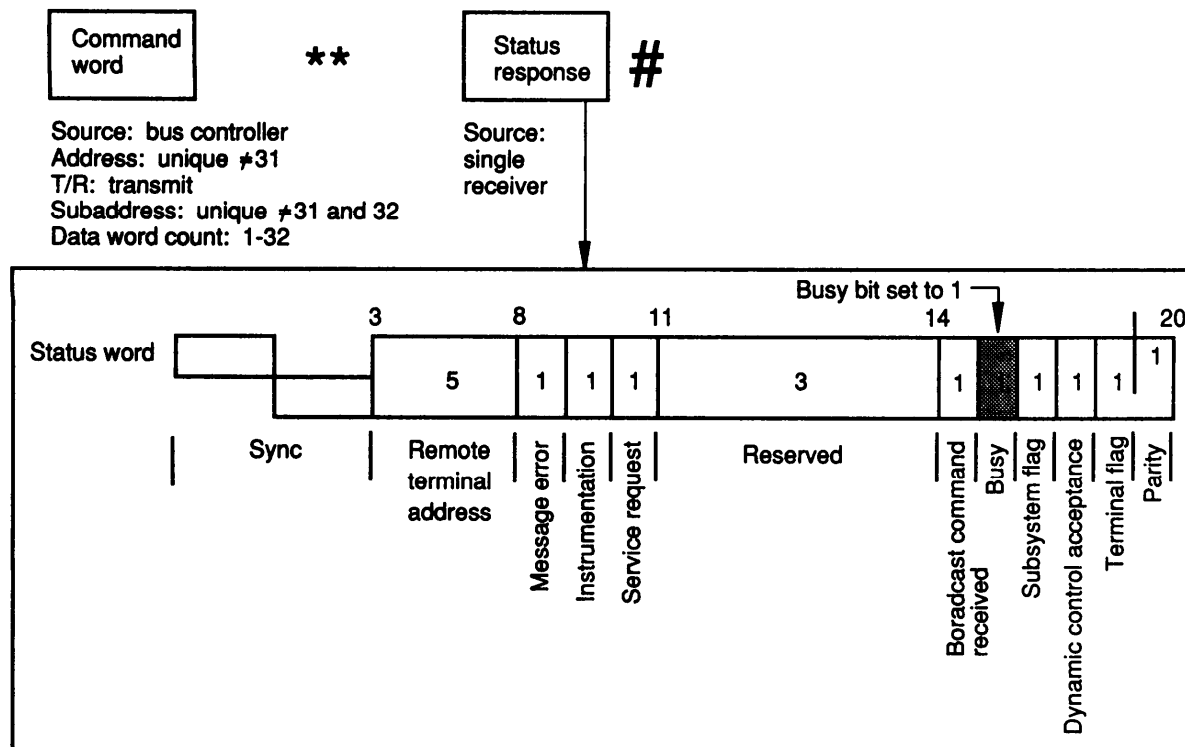 Command
word
**
Status
response
#
Source: bus controller
Address: unique ≠31
T/R: transmit
Subaddress: unique ≠31 and 32
Data word count: 1-32
Source:
single
receiver
Busy bit set to 1
3 8 11 14 20
Status word
5 1 1 1 3 1 1 1 1 1 1
Sync
Remote
terminal
address
Message error
Instrumentation
Service request
Reserved
Boradcast command
received
Busy
Subsystem flag
Dynamic control acceptance
Terminal flag
Parity